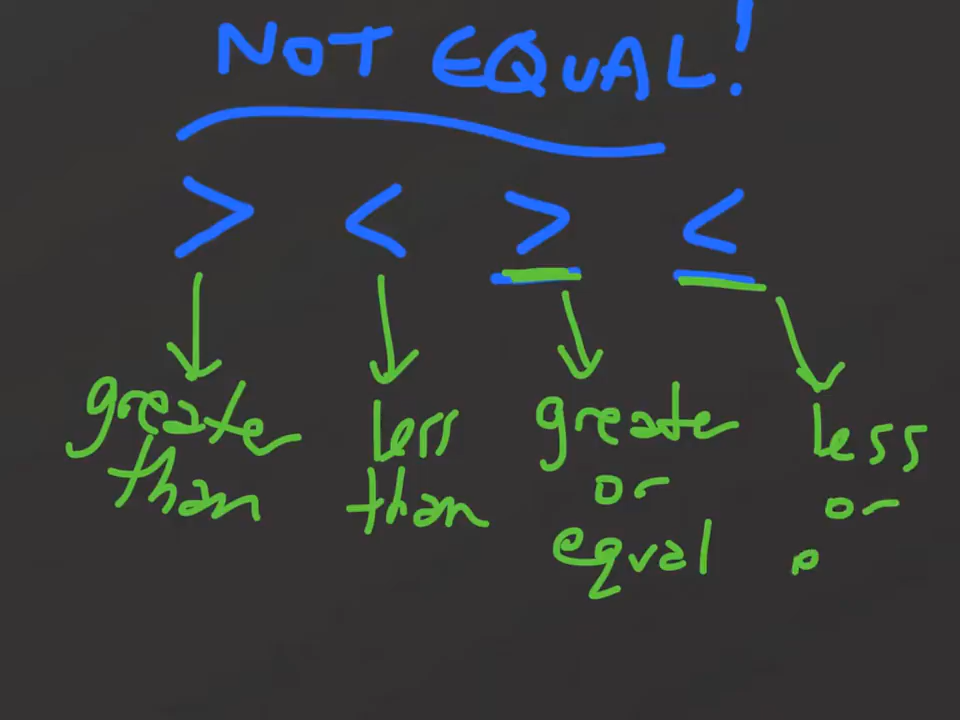 NOT EQUAL!
> < ≥ ≤
greater than
less than
greater or equal
less or